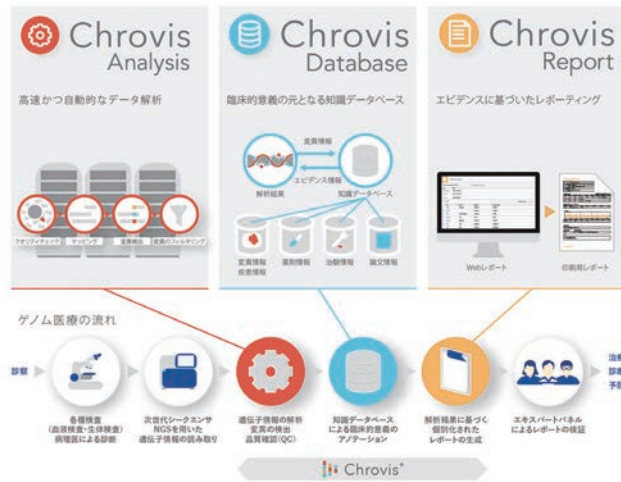 Chrovis
Analysis
高速かつ自動的なデータ解析
クオリティチェック
マッピング
変異検出
変異のフィルタリング
Chrovis
Database
臨床的意義の元となる知識データベース
変異情報
エビデンス情報
解析結果
知識データベース
変異情報
疾患情報
薬剤情報
治験情報
論文情報
Chrovis
Report
エビデンスに基づいたレポーティング
Webレポート
印刷用レポート
ゲノム医療の流れ
診察
各種検査
(血液検査・生体検査)
病理医による診断
次世代シークエンサ
NGSを用いた
遺伝子情報の読み取り
遺伝子情報の解析
変異の検出
品質確認(QC)
知識データベース
による臨床的意義の
アノテーション
解析結果に基づく
個別化された
レポートの生成
エキスパートパネル
によるレポートの検証
治療
診断
予防
Chrovis®